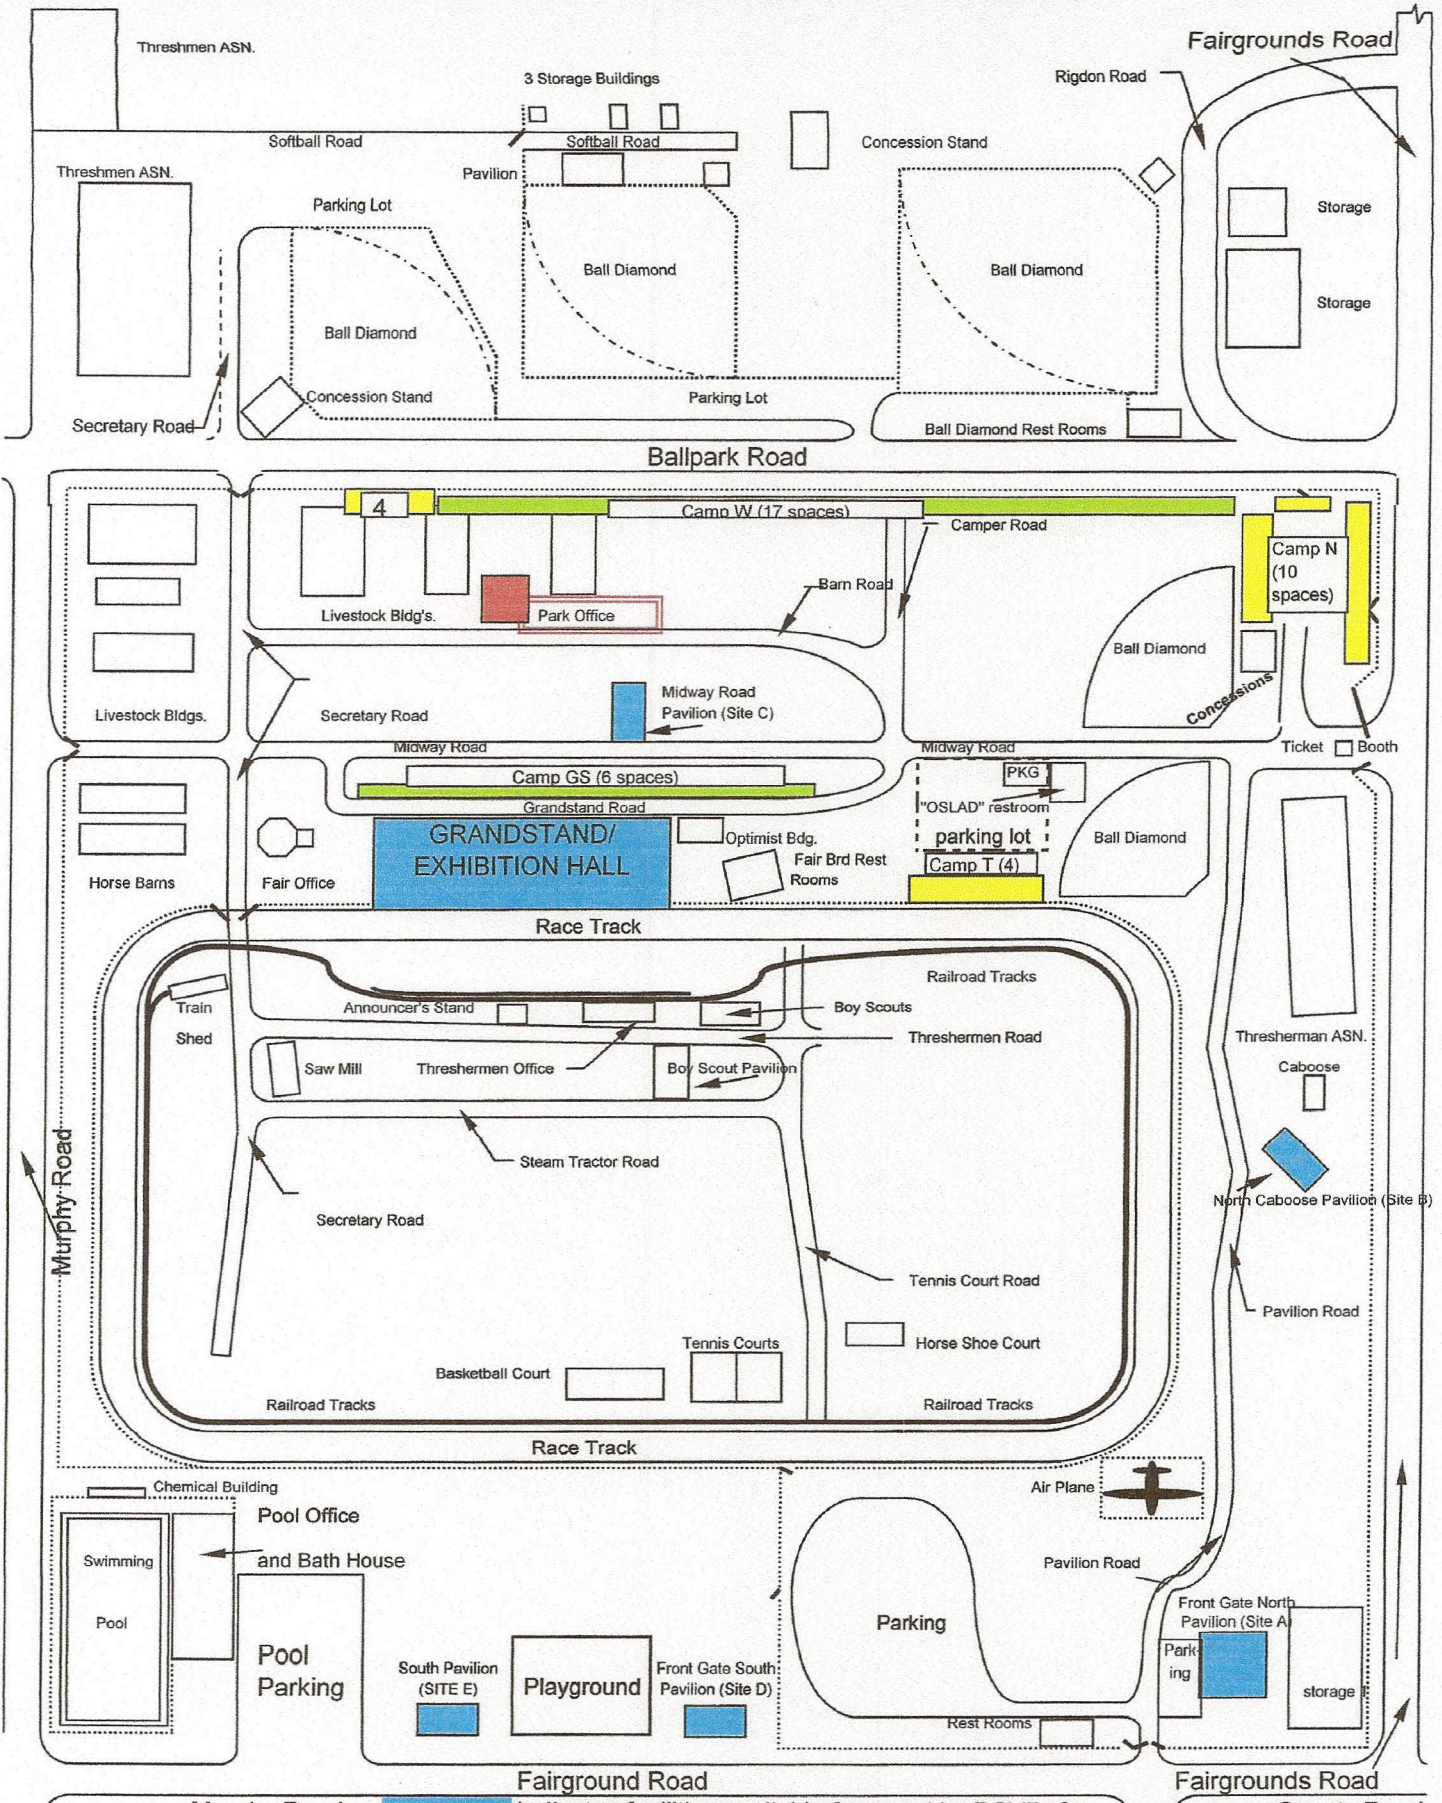 Threshmen ASN.
Fairgrounds Road
3 Storage Buildings
Rigdon Road
Softball Road
Softball Road
Concession Stand
Threshmen ASN.
Pavilion
Parking Lot
Storage
Ball Diamond
Ball Diamond
Storage
Ball Diamond
Concession Stand
Parking Lot
Secretary Road
Ball Diamond Rest Rooms
Ballpark Road
4
Camp W (17 spaces)
Camper Road
Camp N
(10
spaces)
Barn Road
Livestock Bldg's.
Park Office
Ball Diamond
Concessions
Midway Road
Pavilion (Site C)
Livestock Bldgs.
Secretary Road
Midway Road
Midway Road
Ticket
Booth
Camp GS (6 spaces)
PKG
Grandstand Road
"OSLAD" restroom
GRANDSTAND/
EXHIBITION HALL
Optimist Bdg.
parking lot
Ball Diamond
Fair Brd Rest
Rooms
Camp T (4)
Horse Barns
Fair Office
Race Track
Railroad Tracks
Train
Shed
Announcer's Stand
Boy Scouts
Threshermen Road
Thresherman ASN.
Saw Mill
Threshermen Office
Boy Scout Pavilion
Caboose
Murphy Road
Steam Tractor Road
North Caboose Pavilion (Site B)
Secretary Road
Tennis Court Road
Pavilion Road
Tennis Courts
Horse Shoe Court
Basketball Court
Railroad Tracks
Railroad Tracks
Race Track
Chemical Building
Air Plane
Pool Office
and Bath House
Swimming
Pool
Pavilion Road
Front Gate North
Pavilion (Site A)
Parking
Park-
ing
Pool
Parking
South Pavilion
(SITE E)
Playground
Front Gate South
Pavilion (Site D)
storage
Rest Rooms
Fairground Road
Fairgrounds Road